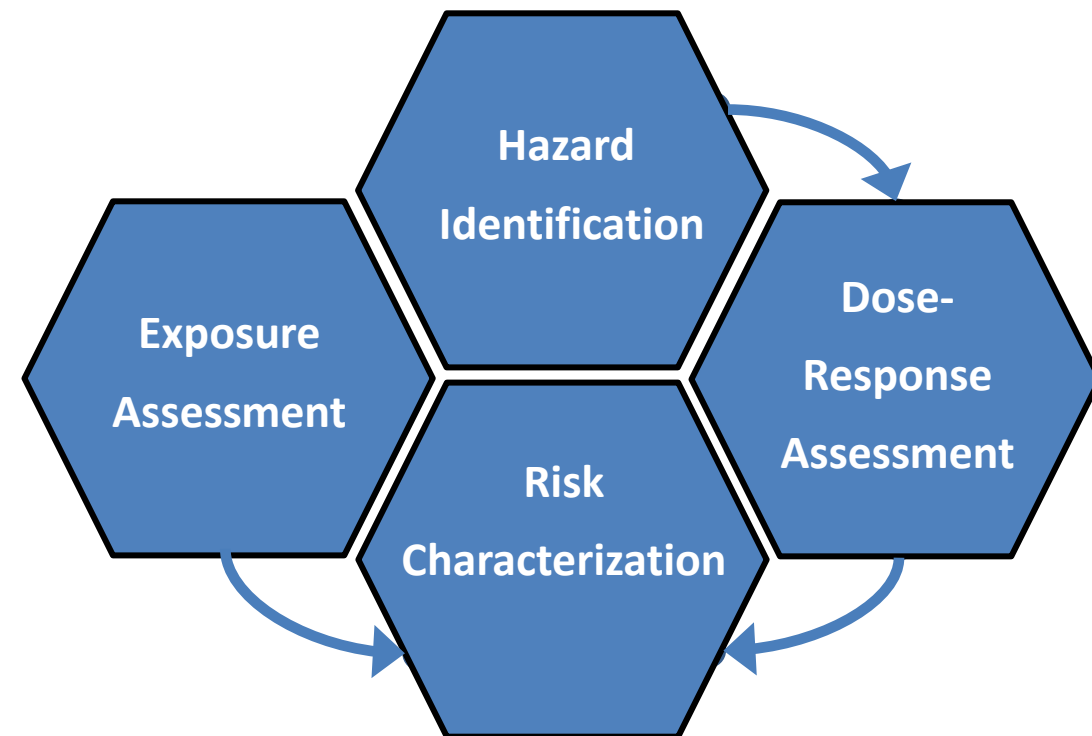 Hazard
Identification
Exposure
Assessment
Dose-
Response
Assessment
Risk
Characterization